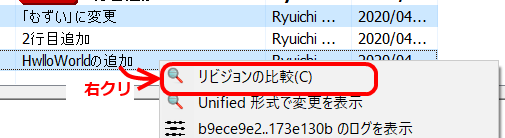 「むずい」に変更 Ryuichi ... 2020/04...
2行目追加 Ryuichi ... 2020/04...
HwlloWorldの追加 Ryuichi ... 2020/04...
右クリ
リビジョンの比較(C)
Unified 形式で変更を表示
b9ece9e2..173e130b のログを表示